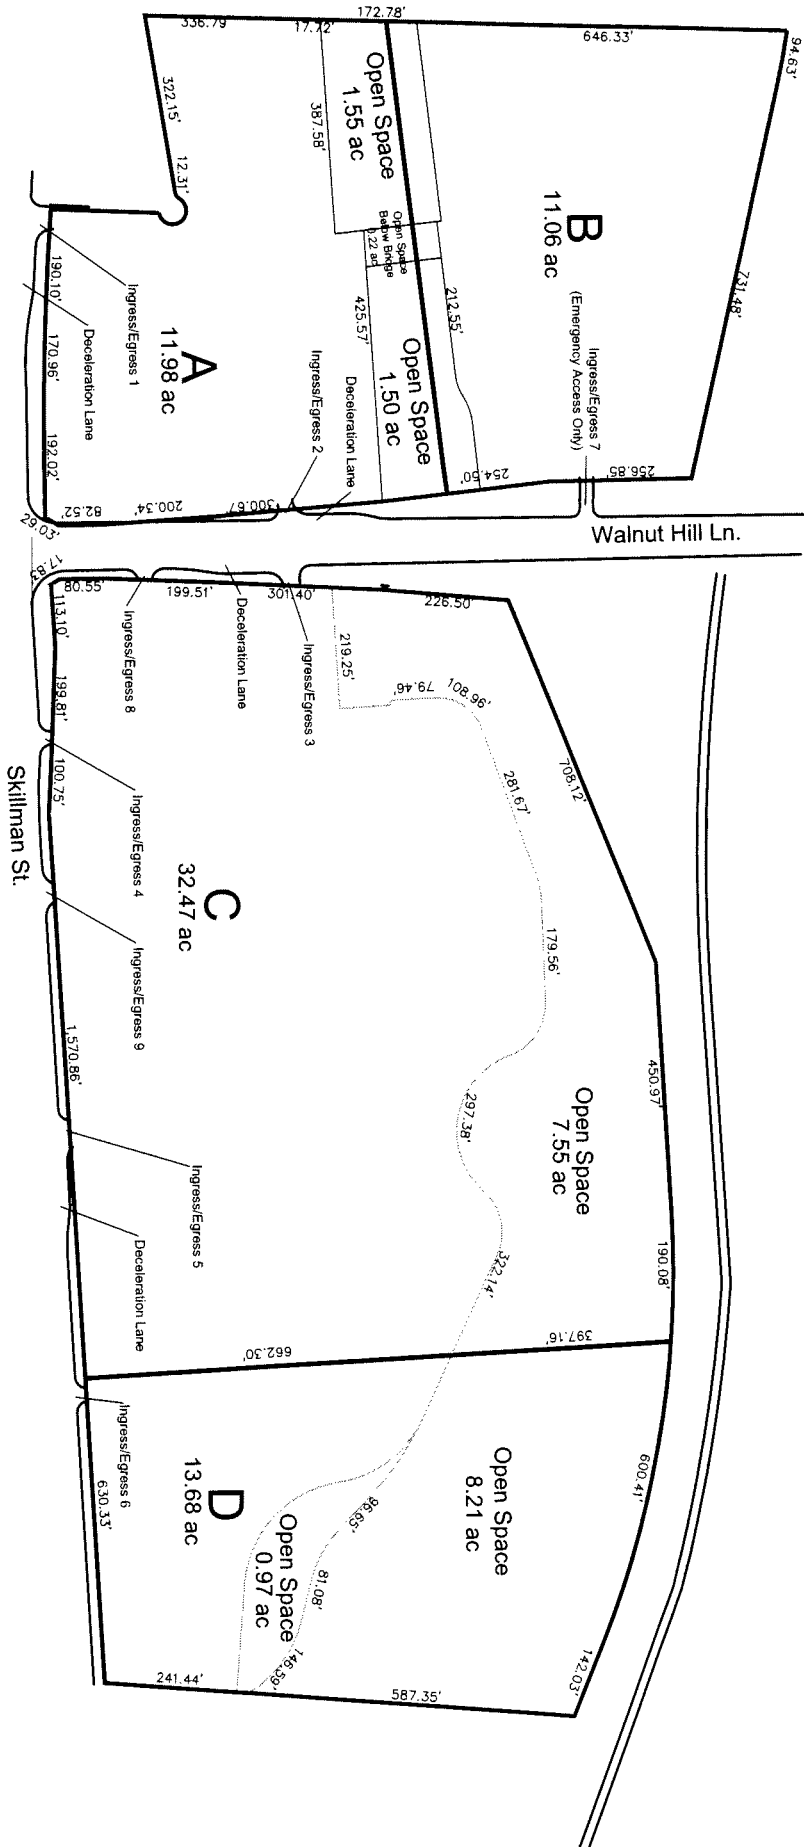 172.78'
336.79
17.72'
646.33'
94.63'
322.15'
12.31'
387.58'
Open Space
1.55 ac
Open Space
Below Bridge
0.22 ac
B
11.06 ac
731.48'
212.55'
425.57'
Open Space
1.50 ac
Ingress/Egress 7
(Emergency Access Only)
256.85'
254.50'
190.10'
170.96'
192.02'
Ingress/Egress 1
Deceleration Lane
A
11.98 ac
Ingress/Egress 2
Deceleration Lane
300.67'
200.34'
82.52'
29.03'
Walnut Hill Ln.
17.83
80.55'
199.51'
301.40'
226.50'
113.10'
199.81'
100.75'
Ingress/Egress 8
Deceleration Lane
Ingress/Egress 3
219.25'
79.46'
108.96'
281.67'
179.56'
708.12'
Skillman St.
Ingress/Egress 4
Ingress/Egress 9
C
32.47 ac
1,570.86'
Ingress/Egress 5
Deceleration Lane
297.38'
322.14'
Open Space
7.55 ac
450.97'
190.08'
662.30'
397.16'
Ingress/Egress 6
630.33'
D
13.68 ac
Open Space
0.97 ac
Open Space
8.21 ac
96.65'
81.08'
146.59'
600.41'
142.03'
241.44'
587.35'